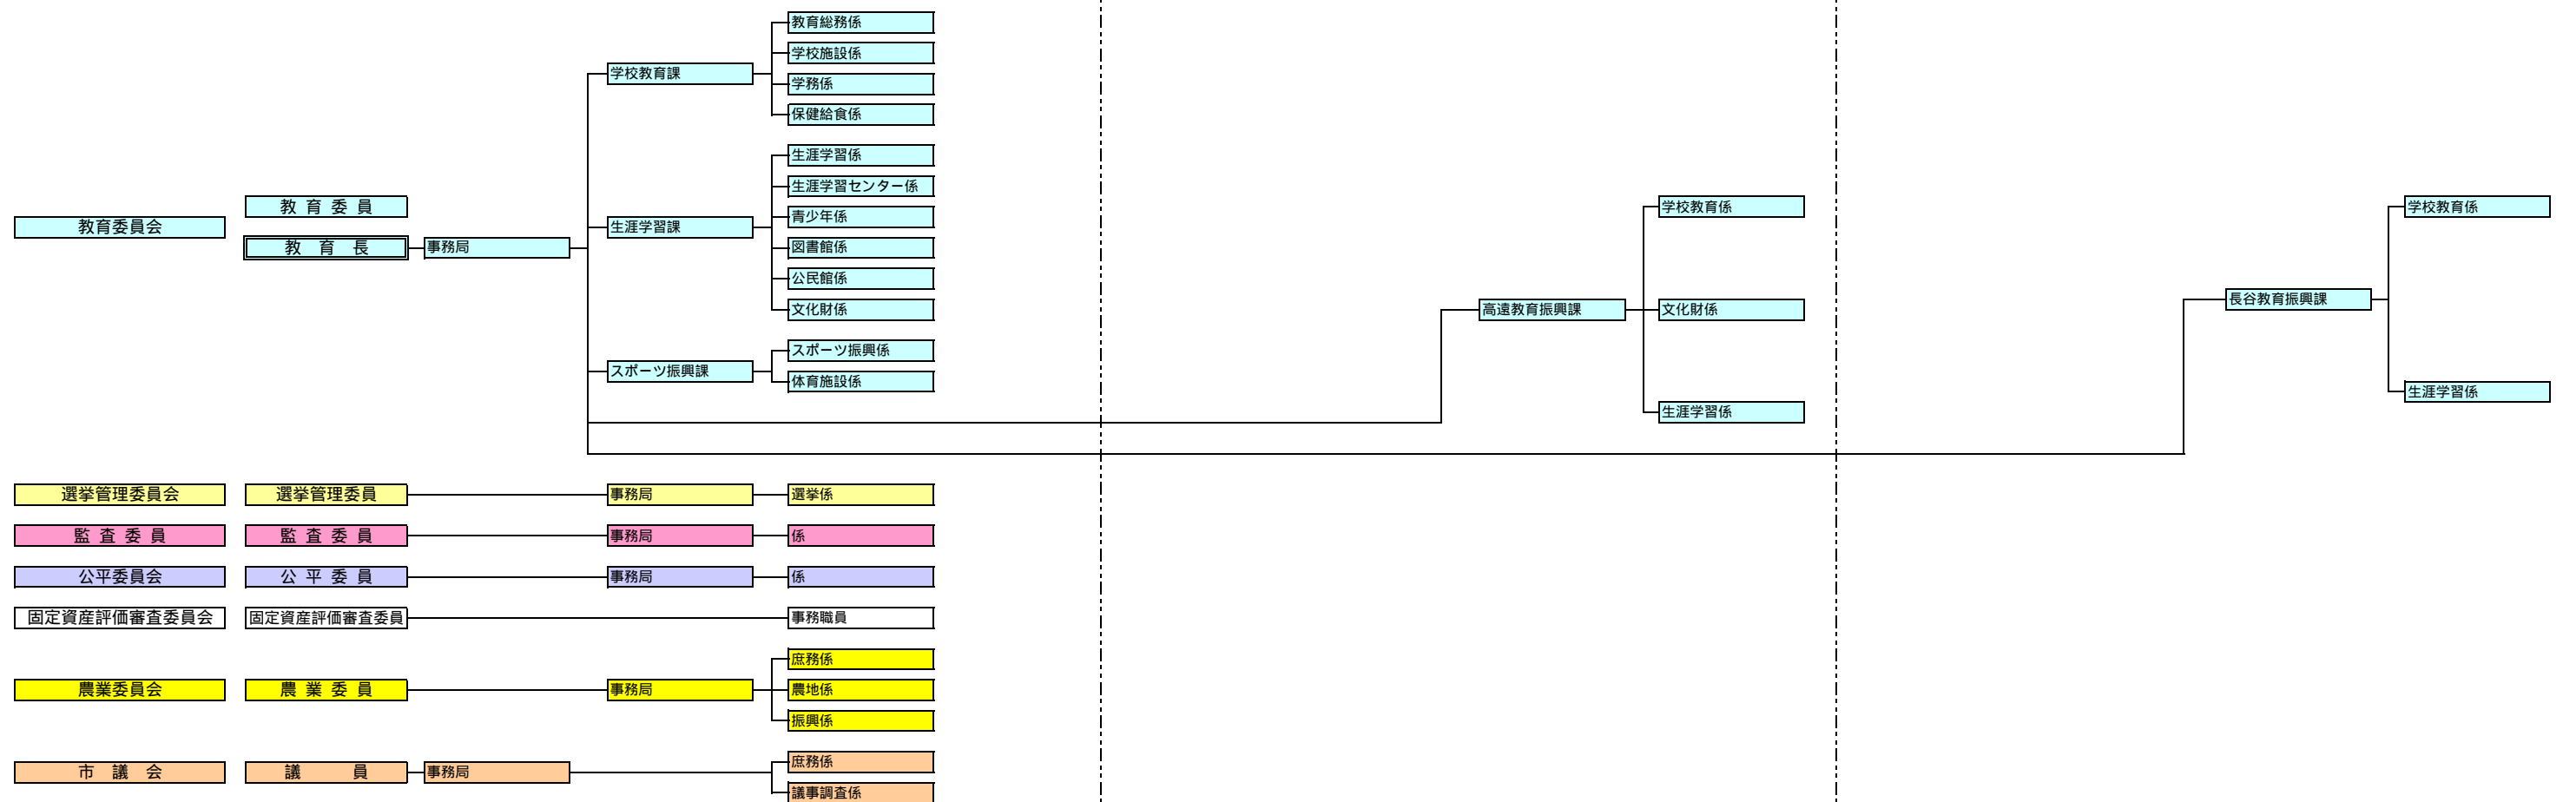 教育総務係
学校施設係
学校教育課
学務係
保健給食係
生涯学習係
生涯学習センター係
教 育 委 員
青少年係
学校教育係
学校教育係
教育委員会
生涯学習課
教 育 長
事務局
図書館係
公民館係
文化財係
高遠教育振興課
文化財係
長谷教育振興課
スポーツ振興係
スポーツ振興課
体育施設係
生涯学習係
生涯学習係
選挙管理委員会
選挙管理委員
事務局
選挙係
監 査 委 員
監 査 委 員
事務局
係
公平委員会
公 平 委 員
事務局
係
固定資産評価審査委員会
固定資産評価審査委員
事務職員
庶務係
農業委員会
農 業 委 員
事務局
農地係
振興係
庶務係
市 議 会
議 員
事務局
議事調査係